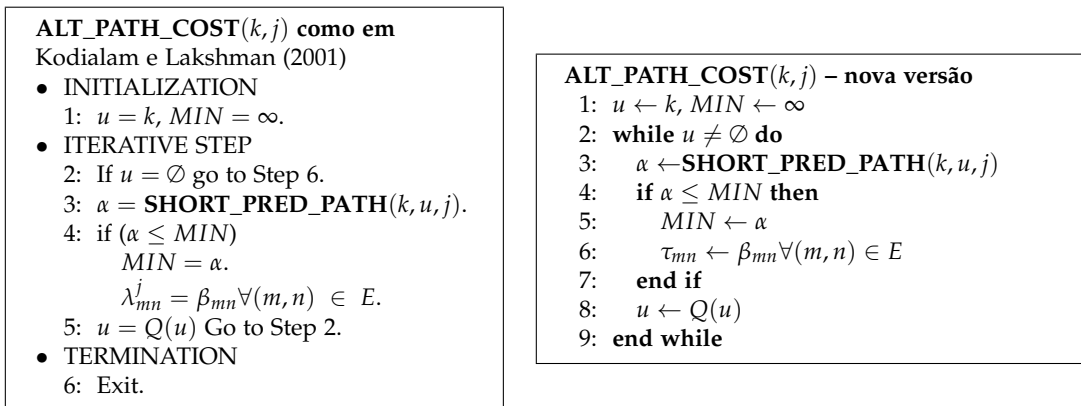 ALT_PATH_COST(k, j) como em
Kodialam e Lakshman (2001)
• INITIALIZATION
1: u = k, MIN = ∞.
• ITERATIVE STEP
2: If u = ∅ go to Step 6.
3: α = SHORT_PRED_PATH(k, u, j).
4: if (α ≤ MIN)
MIN = α.
λ^j_mn = β_mn∀(m, n) ∈ E.
5: u = Q(u) Go to Step 2.
• TERMINATION
6: Exit.
ALT_PATH_COST(k, j) – nova versão
1: u ← k, MIN ← ∞
2: while u ≠ ∅ do
3: α ←SHORT_PRED_PATH(k, u, j)
4: if α ≤ MIN then
5: MIN ← α
6: τ_mn ← β_mn∀(m, n) ∈ E
7: end if
8: u ← Q(u)
9: end while